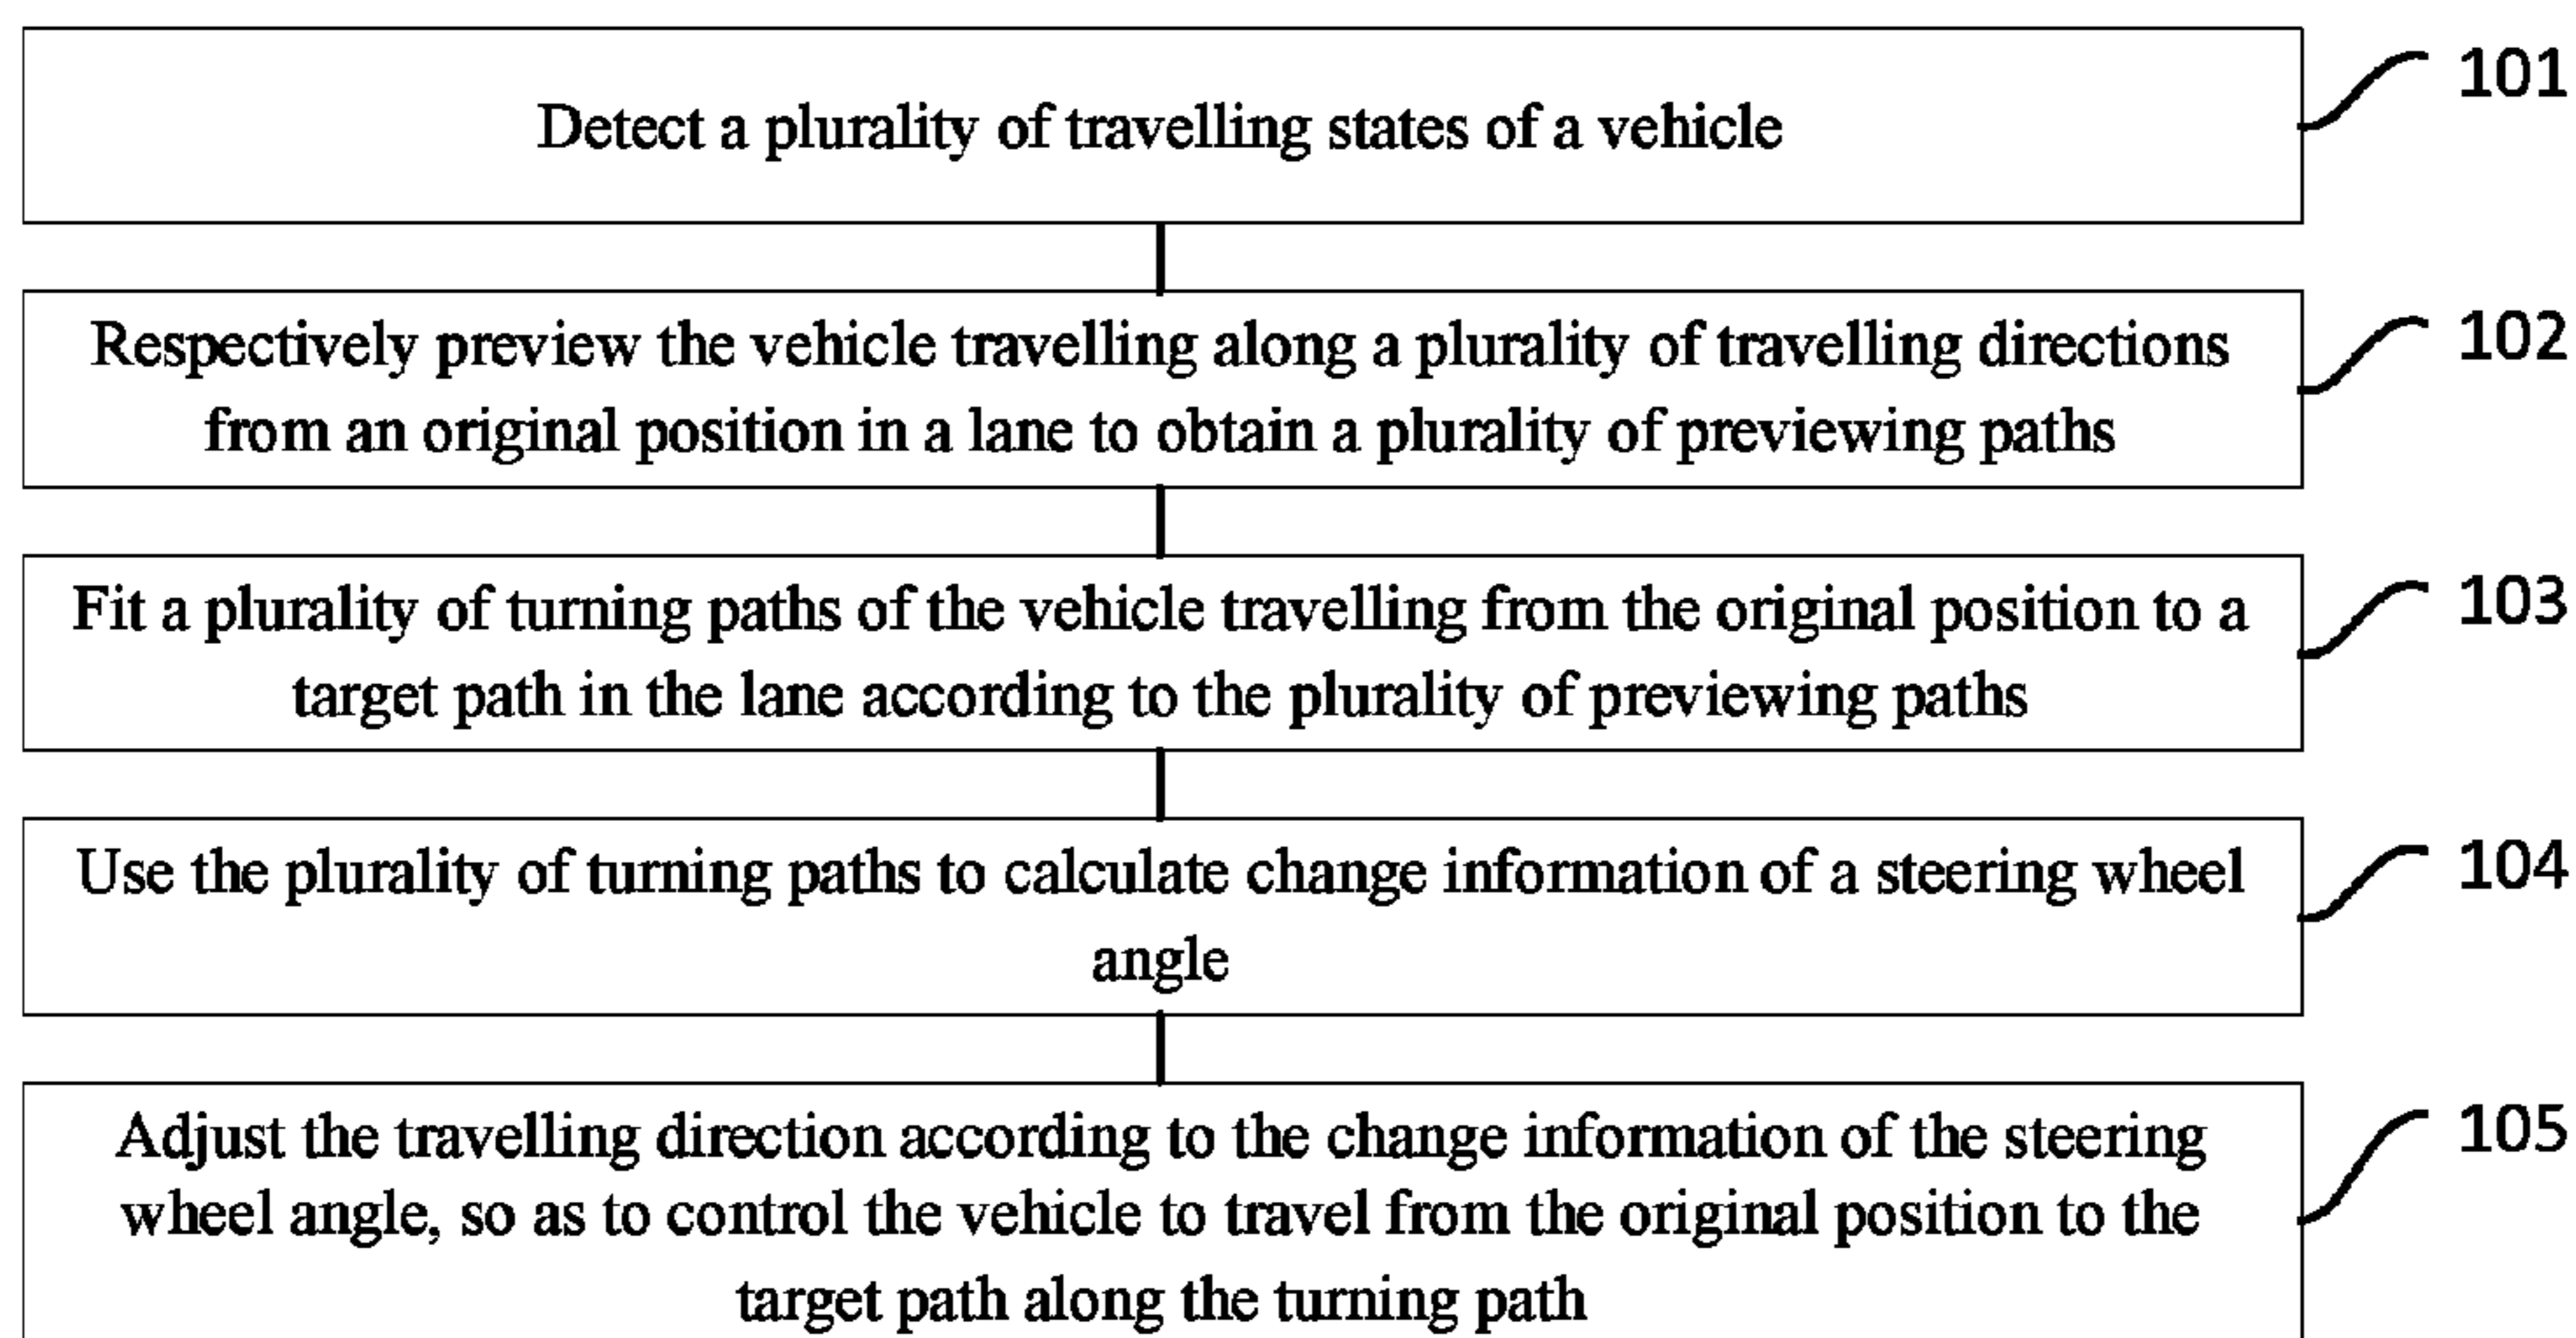 Detect a plurality of travelling states of a vehicle
101
Respectively preview the vehicle travelling along a plurality of travelling directions
from an original position in a lane to obtain a plurality of previewing paths
102
Fit a plurality of turning paths of the vehicle travelling from the original position to a
target path in the lane according to the plurality of previewing paths
103
Use the plurality of turning paths to calculate change information of a steering wheel
angle
104
Adjust the travelling direction according to the change information of the steering
wheel angle, so as to control the vehicle to travel from the original position to the
target path along the turning path
105